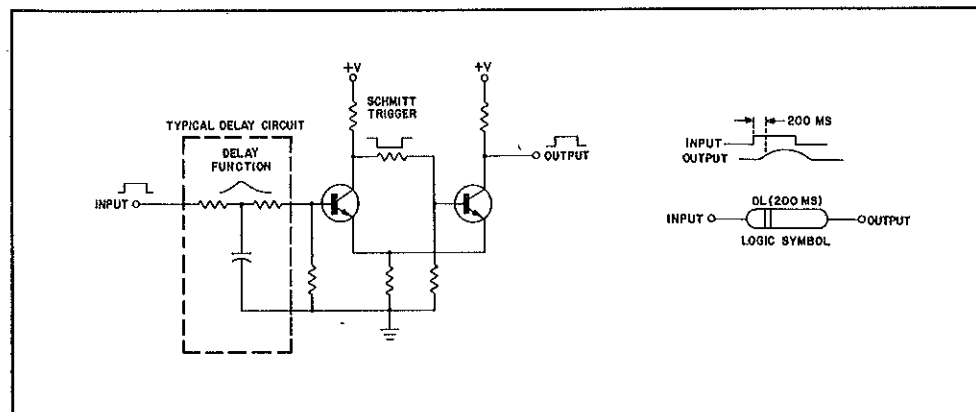 +V
+V
SCHMITT
TRIGGER
TYPICAL DELAY CIRCUIT
DELAY
FUNCTION
INPUT
OUTPUT
200 MS
INPUT
OUTPUT
DL (200 MS)
INPUT
OUTPUT
LOGIC SYMBOL